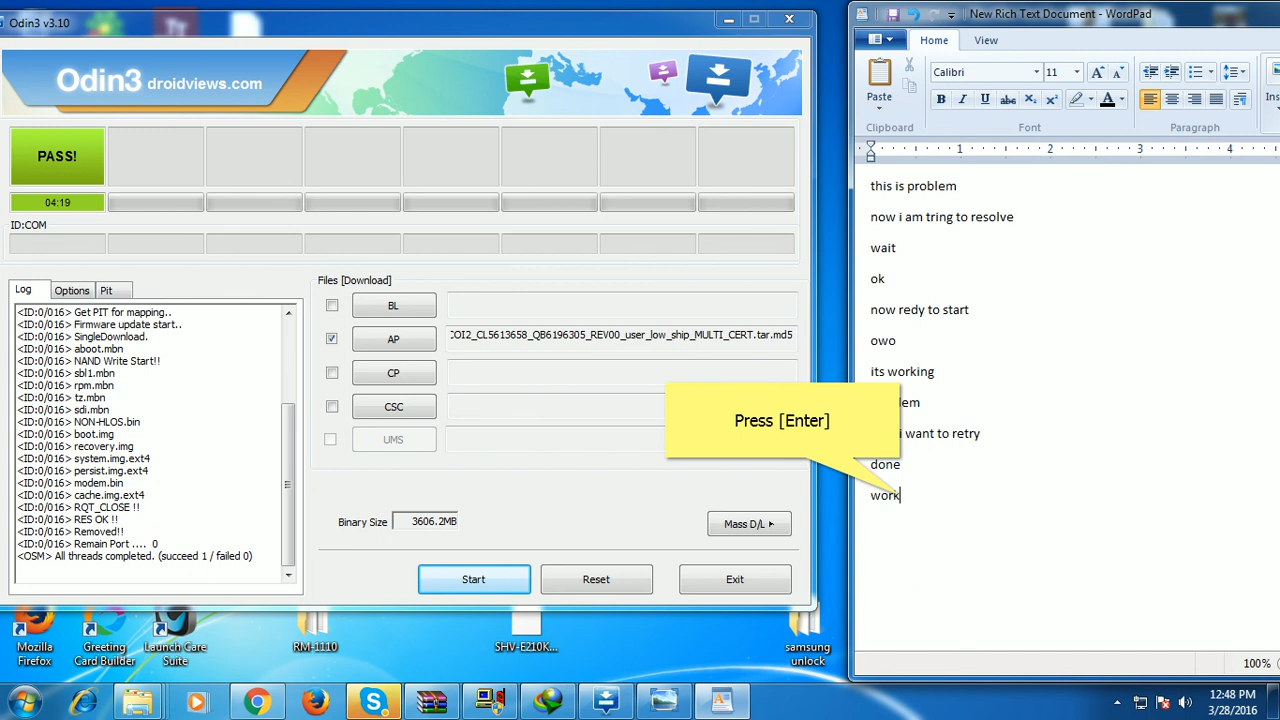 Odin3 v3.10
Odin3 droidviews.com
PASS!
04:19
ID:COM
Log
Options
Pit
<ID:0/016> Get PIT for mapping..
<ID:0/016> Firmware update start..
<ID:0/016> SingleDownload.
<ID:0/016> aboot.mbn
<ID:0/016> NAND Write Start!!
<ID:0/016> sbl1.mbn
<ID:0/016> rpm.mbn
<ID:0/016> tz.mbn
<ID:0/016> sdi.mbn
<ID:0/016> NON-HLOS.bin
<ID:0/016> boot.img
<ID:0/016> recovery.img
<ID:0/016> system.img.ext4
<ID:0/016> persist.img.ext4
<ID:0/016> modem.bin
<ID:0/016> cache.img.ext4
<ID:0/016> RQT_CLOSE !!
<ID:0/016> RES OK !!
<ID:0/016> Removed!!
<ID:0/016> Remain Port .... 0
<OSM> All threads completed. (succeed 1 / failed 0)
Files [Download]
BL
AP
COI2_CL5613658_QB6196305_REV00_user_low_ship_MULTI_CERT.tar.md5
CP
CSC
UMS
Binary Size
3606.2MB
Mass D/L
Start
Reset
Exit
New Rich Text Document - WordPad
Home
View
Paste
Calibri
11
B I U abc X₂ X² A
Clipboard
Font
Paragraph
1 2 3 4
this is problem
now i am tring to resolve
wait
ok
now redy to start
owo
its working
i want to retry
done
work
Press [Enter]
100%
Mozilla Firefox
Greeting Card Builder
Launch Care Suite
RM-1110
SHV-E210K...
samsung unlock
12:48 PM
3/28/2016